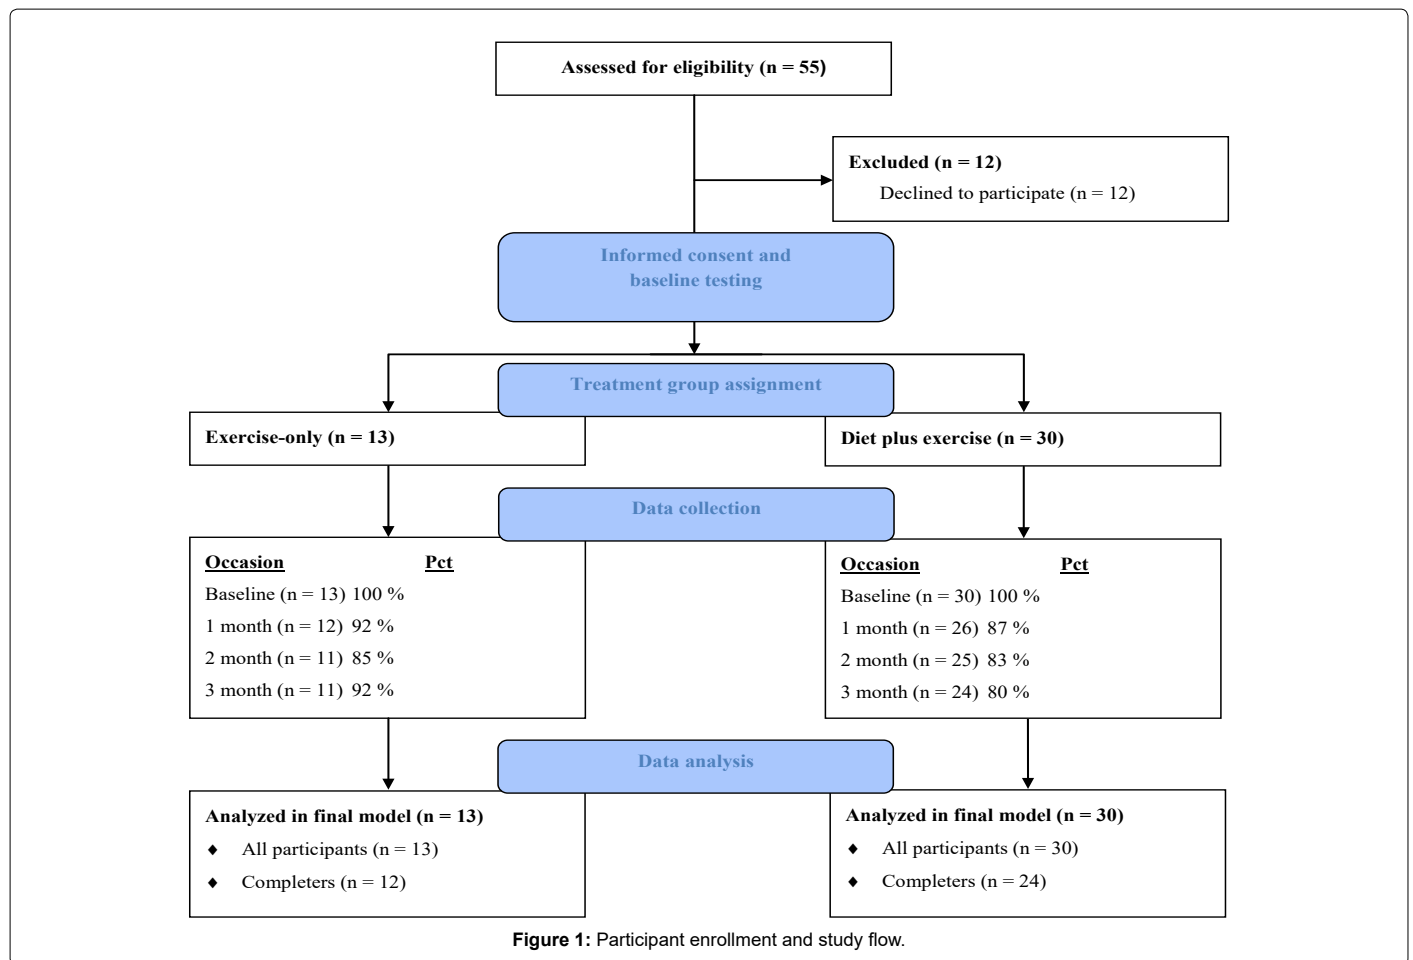 Assessed for eligibility (n = 55)
Excluded (n = 12)
Declined to participate (n = 12)
Informed consent and
baseline testing
Treatment group assignment
Exercise-only (n = 13)
Diet plus exercise (n = 30)
Data collection
Occasion Pct
Baseline (n = 13) 100 %
1 month (n = 12) 92 %
2 month (n = 11) 85 %
3 month (n = 11) 92 %
Occasion Pct
Baseline (n = 30) 100 %
1 month (n = 26) 87 %
2 month (n = 25) 83 %
3 month (n = 24) 80 %
Data analysis
Analyzed in final model (n = 13)
♦ All participants (n = 13)
♦ Completers (n = 12)
Analyzed in final model (n = 30)
♦ All participants (n = 30)
♦ Completers (n = 24)
Figure 1: Participant enrollment and study flow.